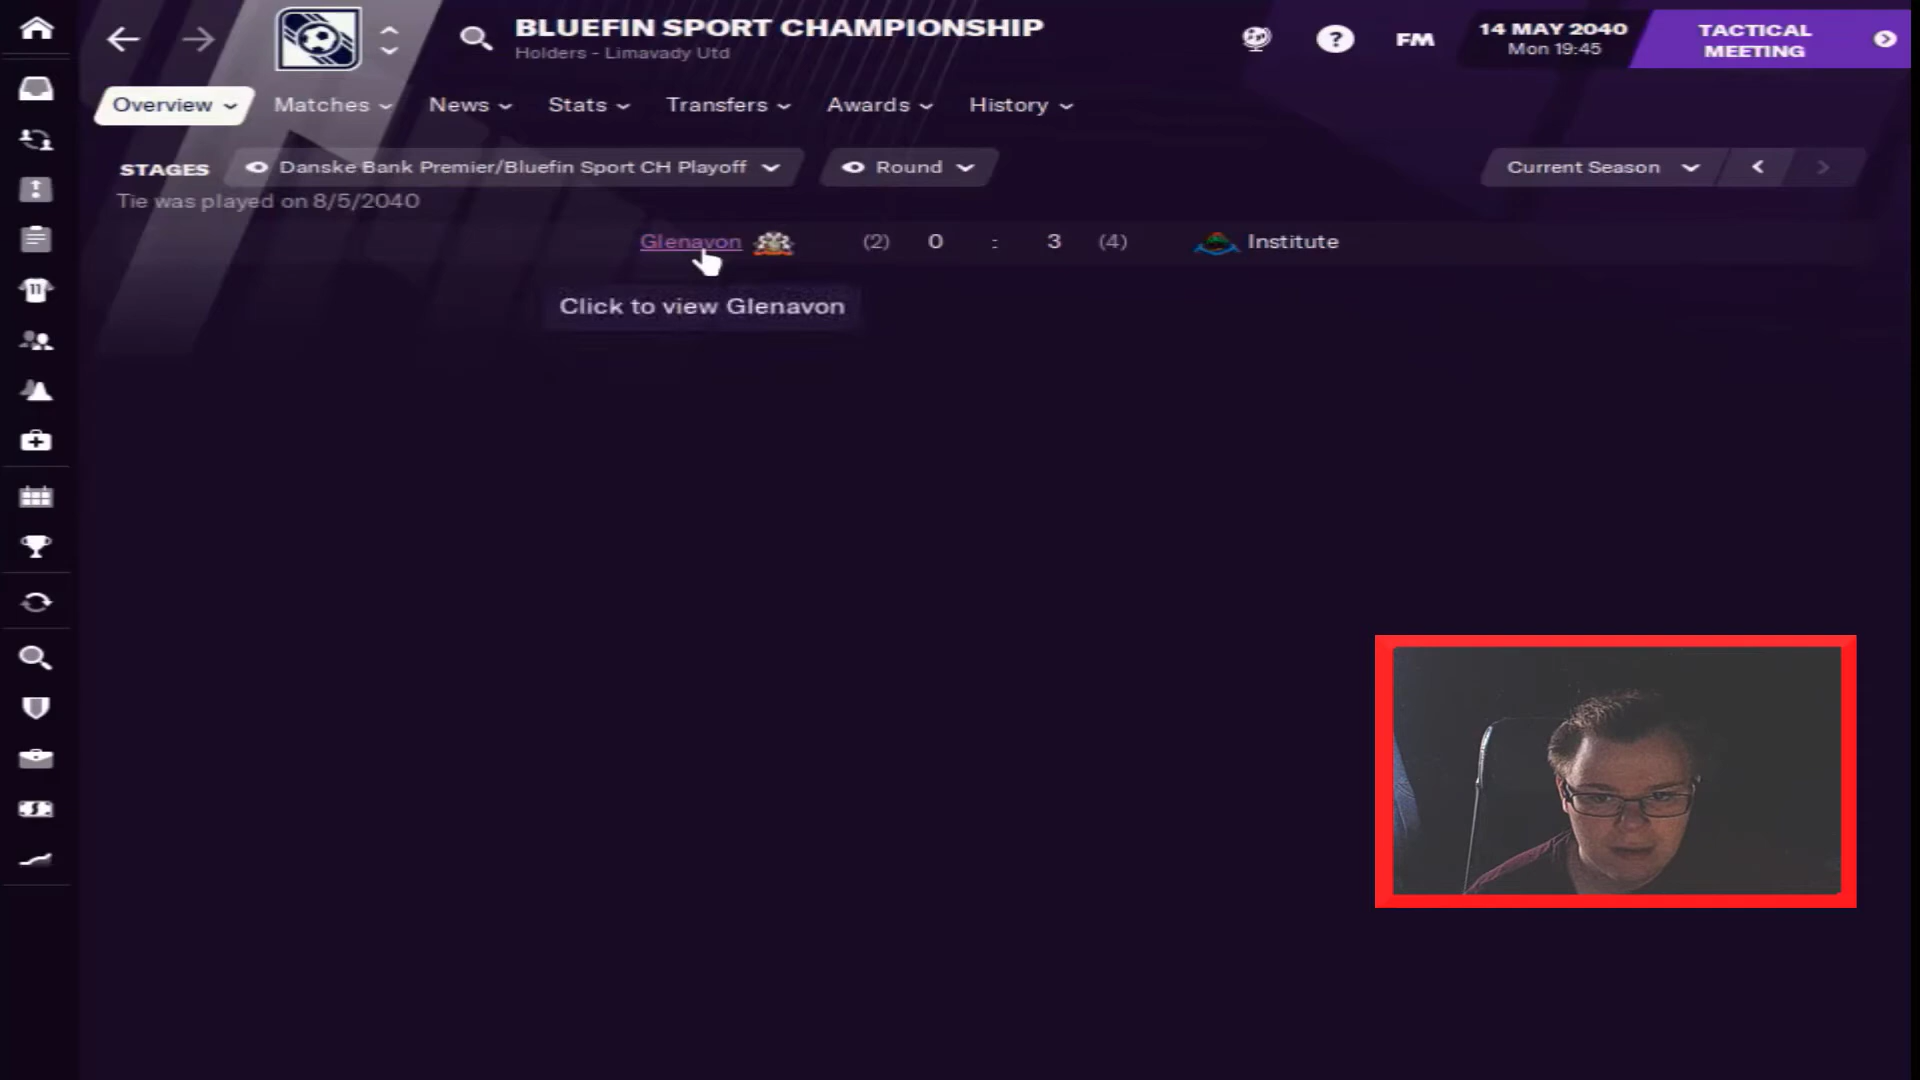 BLUEFIN SPORT CHAMPIONSHIP
Holders - Limavady Utd
FM
14 MAY 2040
Mon 19:45
TACTICAL
MEETING
Overview
Matches
News
Stats
Transfers
Awards
History
STAGES
Danske Bank Premier/Bluefin Sport CH Playoff
Round
Current Season
Tie was played on 8/5/2040
Glenavon (2) 0 : 3 (4) Institute
Click to view Glenavon
11